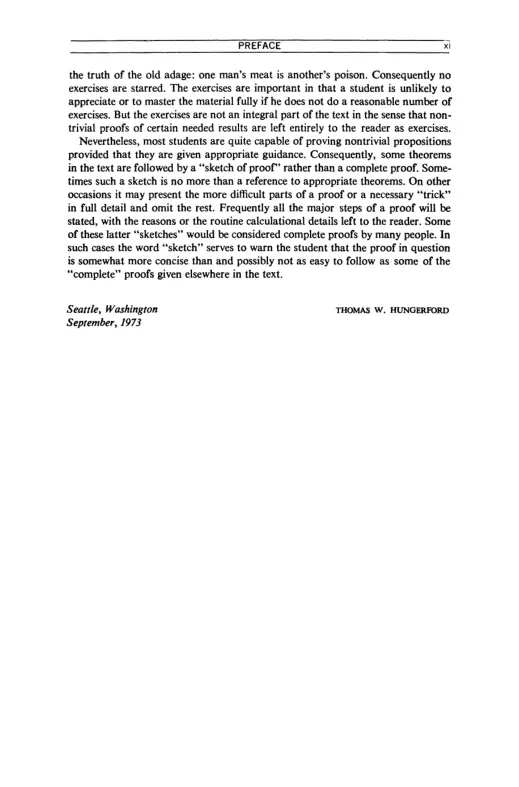 PREFACE xi
the truth of the old adage: one man's meat is another's poison. Consequently no
exercises are starred. The exercises are important in that a student is unlikely to
appreciate or to master the material fully if he does not do a reasonable number of
exercises. But the exercises are not an integral part of the text in the sense that non-
trivial proofs of certain needed results are left entirely to the reader as exercises.
Nevertheless, most students are quite capable of proving nontrivial propositions
provided that they are given appropriate guidance. Consequently, some theorems
in the text are followed by a "sketch of proof" rather than a complete proof. Some-
times such a sketch is no more than a reference to appropriate theorems. On other
occasions it may present the more difficult parts of a proof or a necessary "trick"
in full detail and omit the rest. Frequently all the major steps of a proof will be
stated, with the reasons or the routine calculational details left to the reader. Some
of these latter "sketches" would be considered complete proofs by many people. In
such cases the word "sketch" serves to warn the student that the proof in question
is somewhat more concise than and possibly not as easy to follow as some of the
"complete" proofs given elsewhere in the text.
Seattle, Washington THOMAS W. HUNGERFORD
September, 1973